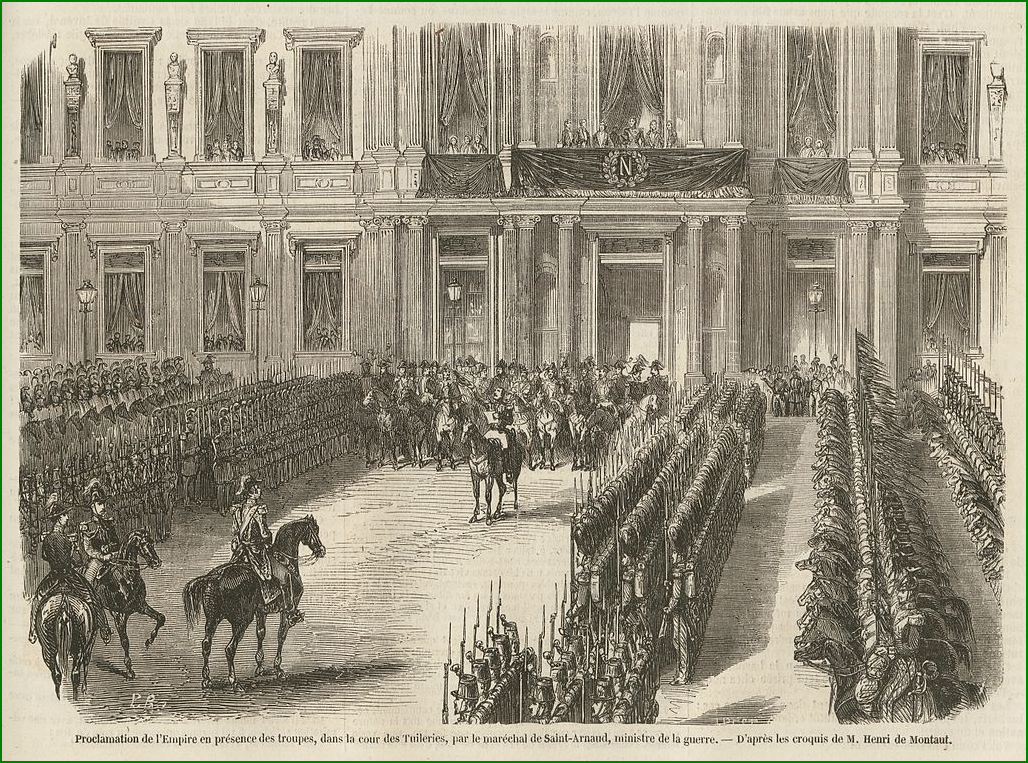 N
P. B.
Proclamation de l'Empire en présence des troupes, dans la cour des Tuileries, par le maréchal de Saint-Arnaud, ministre de la guerre. — D'après les croquis de M. Henri de Montaut.